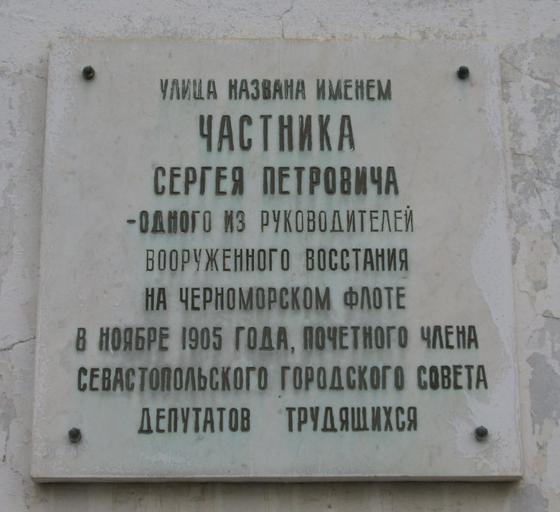 УЛИЦА НАЗВАНА ИМЕНЕМ
ЧАСТНИКА
СЕРГЕЯ ПЕТРОВИЧА
-ОДНОГО ИЗ РУКОВОДИТЕЛЕЙ
ВООРУЖЕННОГО ВОССТАНИЯ
НА ЧЕРНОМОРСКОМ ФЛОТЕ
В НОЯБРЕ 1905 ГОДА, ПОЧЕТНОГО ЧЛЕНА
СЕВАСТОПОЛЬСКОГО ГОРОДСКОГО СОВЕТА
ДЕПУТАТОВ ТРУДЯЩИХСЯ